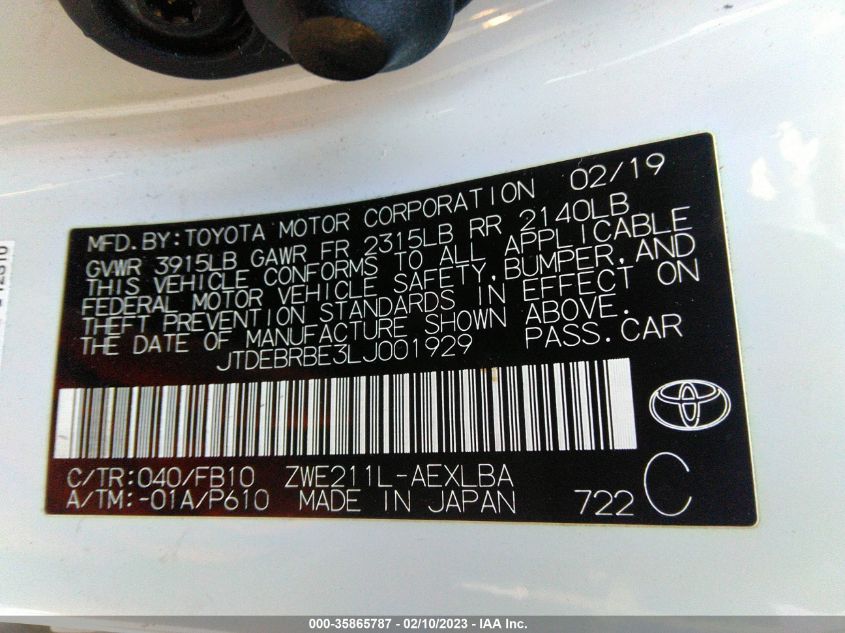 MFD.BY:TOYOTA MOTOR CORPORATION 02/19
GVWR 3915LB GAWR FR 2315LB RR 2140LB
THIS VEHICLE CONFORMS TO ALL APPLICABLE
FEDERAL MOTOR VEHICLE SAFETY,BUMPER,AND
THEFT PREVENTION STANDARDS IN EFFECT ON
THE DATE OF MANUFACTURE SHOWN ABOVE.
JTDEBRBE3LJ001929 PASS.CAR
C/TR:040/FB10 ZWE211L-AEXLBA
A/TM:-01A/P610 MADE IN JAPAN 722 C
000-35865787 - 02/10/2023 - IAA Inc.